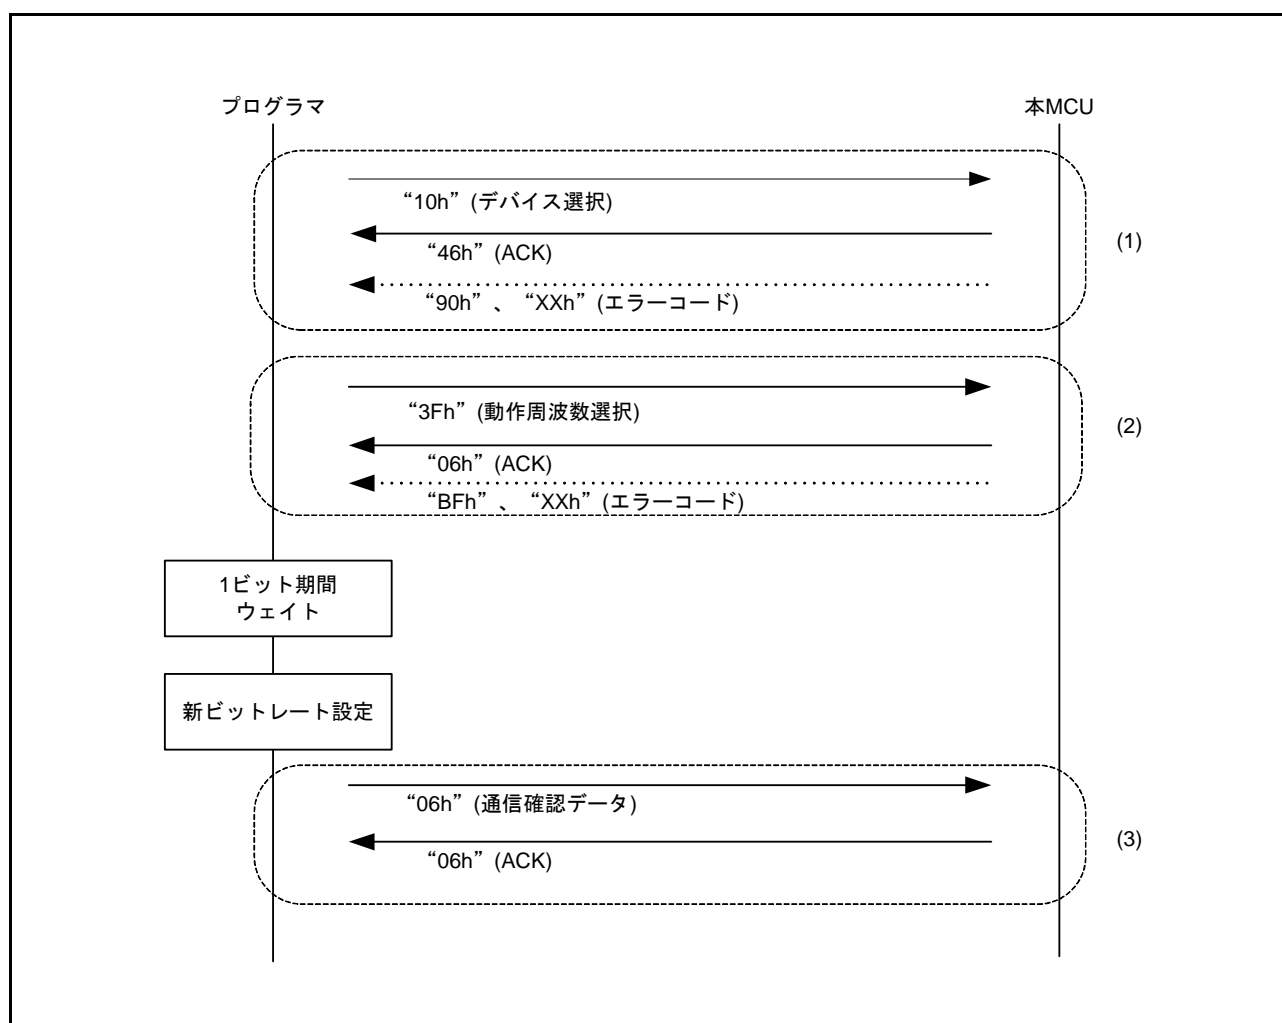 プログラマ
本MCU
“10h” (デバイス選択)
“46h” (ACK)
“90h” 、 “XXh” (エラーコード)
(1)
“3Fh” (動作周波数選択)
“06h” (ACK)
“BFh” 、 “XXh” (エラーコード)
(2)
1ビット期間
ウェイト
新ビットレート設定
“06h” (通信確認データ)
“06h” (ACK)
(3)